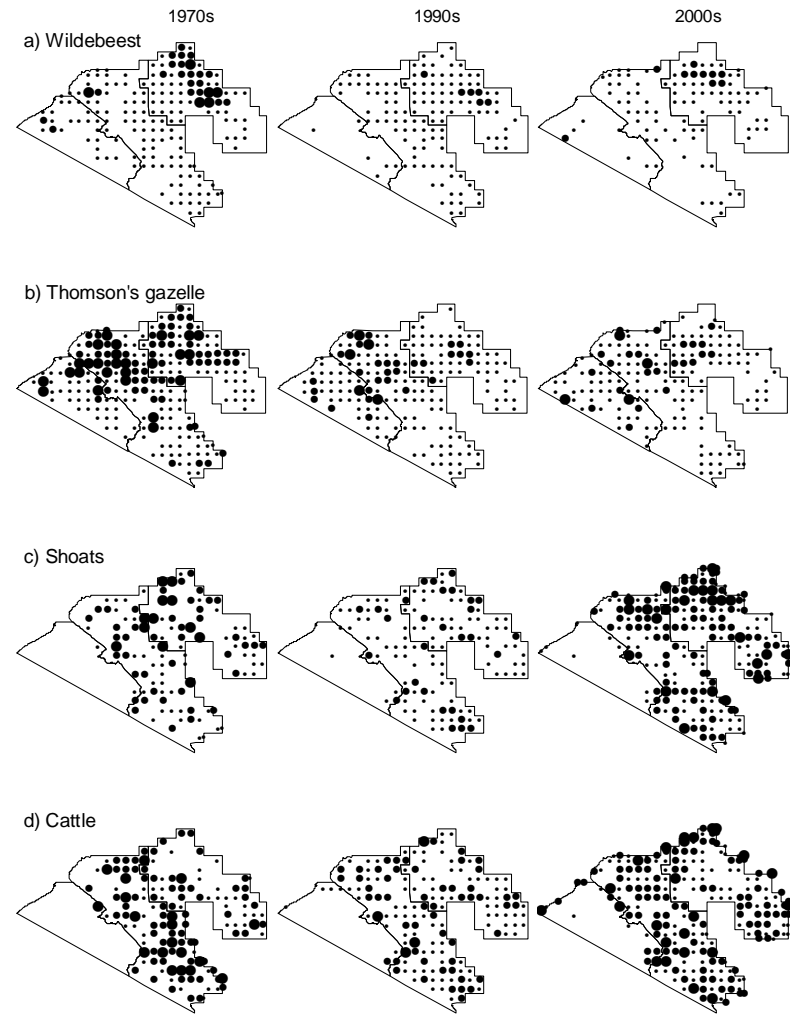 1970s 1990s 2000s
a) Wildebeest
b) Thomson's gazelle
c) Shoats
d) Cattle